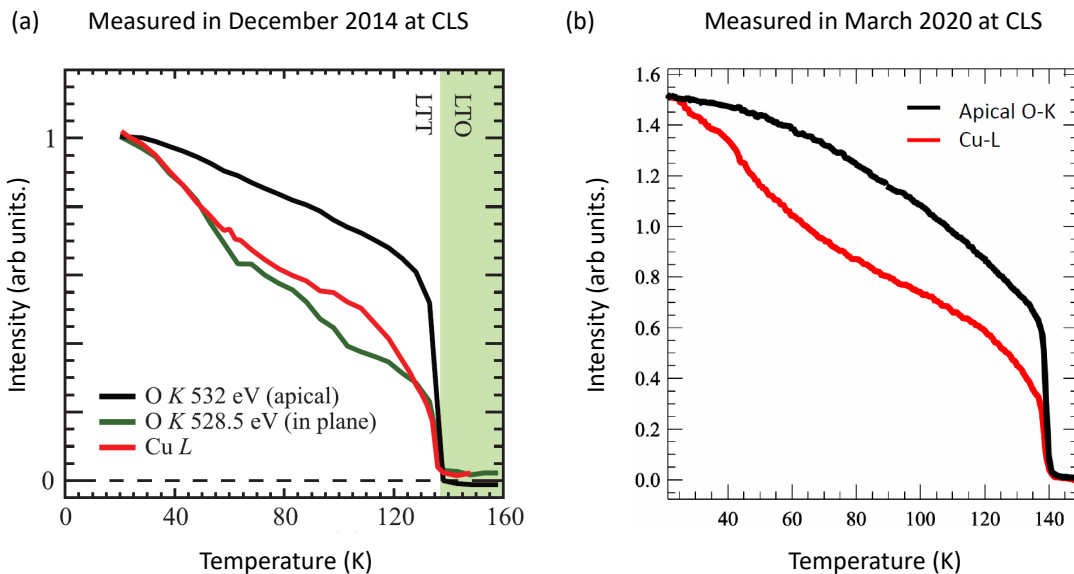 (a) Measured in December 2014 at CLS
LTT
LTO
1
0
Intensity (arb units.)
O K 532 eV (apical)
O K 528.5 eV (in plane)
Cu L
0 40 80 120 160
Temperature (K)
(b) Measured in March 2020 at CLS
1.6
1.4
1.2
1.0
0.8
0.6
0.4
0.2
0.0
Intensity (arb units.)
Apical O-K
Cu-L
40 60 80 100 120 140
Temperature (K)